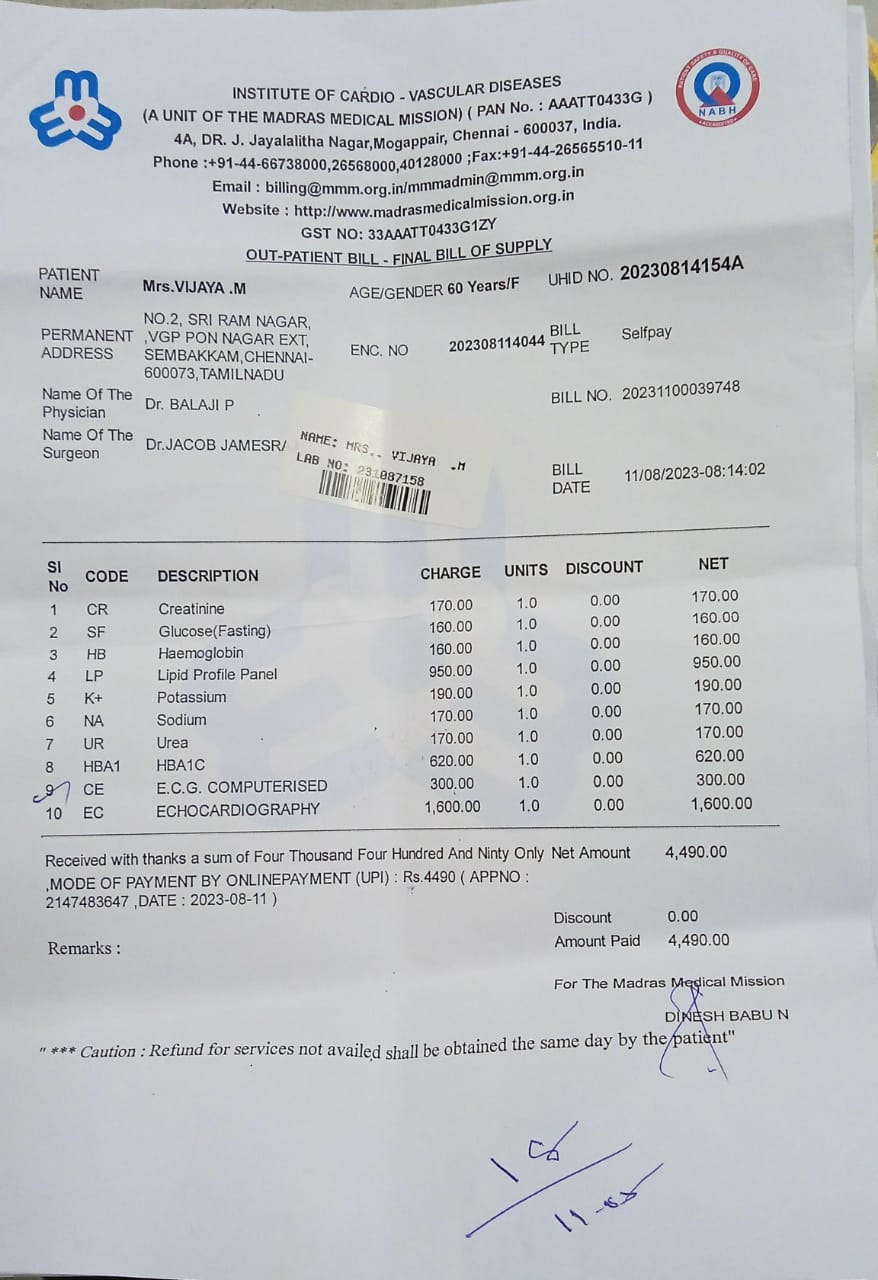 INSTITUTE OF CARDIO - VASCULAR DISEASES
(A UNIT OF THE MADRAS MEDICAL MISSION) ( PAN No. : AAATT0433G )
4A, DR. J. Jayalalitha Nagar,Mogappair, Chennai - 600037, India.
Phone :+91-44-66738000,26568000,40128000 ;Fax:+91-44-26565510-11
Email : billing@mmm.org.in/mmmadmin@mmm.org.in
Website : http://www.madrasmedicalmission.org.in
GST NO: 33AAATT0433G1ZY
OUT-PATIENT BILL - FINAL BILL OF SUPPLY
NABH
PATIENT NAME Mrs.VIJAYA .M AGE/GENDER 60 Years/F UHID NO. 20230814154A
PERMANENT ADDRESS NO.2, SRI RAM NAGAR,
,VGP PON NAGAR EXT,
SEMBAKKAM,CHENNAI-
600073,TAMILNADU
ENC. NO 202308114044 BILL TYPE Selfpay
Name Of The Physician Dr. BALAJI P BILL NO. 20231100039748
Name Of The Surgeon Dr.JACOB JAMESR/
NAME: MRS.. VIJAYA .M
LAB NO: 231087158
BILL DATE 11/08/2023-08:14:02
Sl No CODE DESCRIPTION CHARGE UNITS DISCOUNT NET
1 CR Creatinine 170.00 1.0 0.00 170.00
2 SF Glucose(Fasting) 160.00 1.0 0.00 160.00
3 HB Haemoglobin 160.00 1.0 0.00 160.00
4 LP Lipid Profile Panel 950.00 1.0 0.00 950.00
5 K+ Potassium 190.00 1.0 0.00 190.00
6 NA Sodium 170.00 1.0 0.00 170.00
7 UR Urea 170.00 1.0 0.00 170.00
8 HBA1 HBA1C 620.00 1.0 0.00 620.00
9 CE E.C.G. COMPUTERISED 300.00 1.0 0.00 300.00
10 EC ECHOCARDIOGRAPHY 1,600.00 1.0 0.00 1,600.00
Received with thanks a sum of Four Thousand Four Hundred And Ninty Only Net Amount 4,490.00
,MODE OF PAYMENT BY ONLINEPAYMENT (UPI) : Rs.4490 ( APPNO :
2147483647 ,DATE : 2023-08-11 )
Discount 0.00
Remarks : Amount Paid 4,490.00
For The Madras Medical Mission
DINESH BABU N
" *** Caution : Refund for services not availed shall be obtained the same day by the patient"